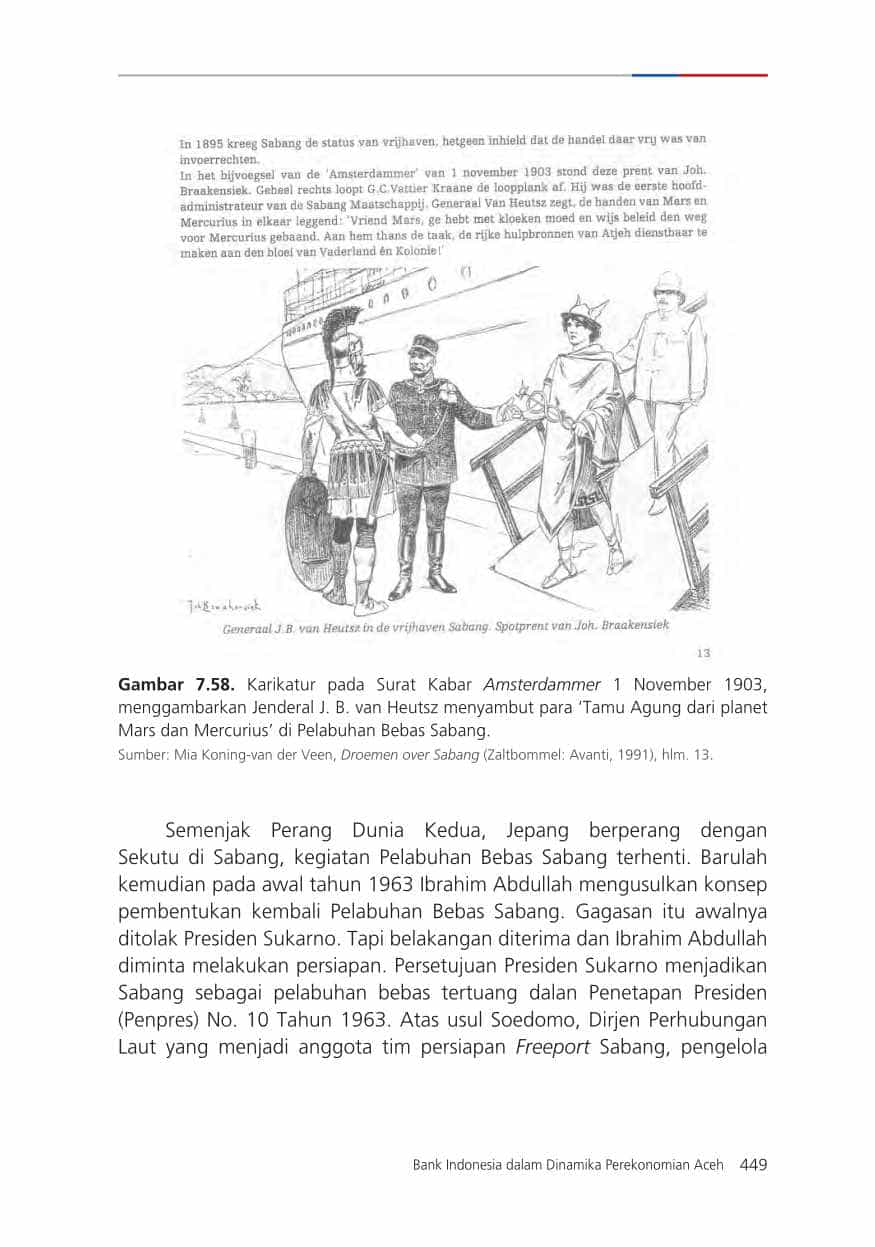 In 1895 kreeg Sabang de status van vrijhaven, hetgeen inhield dat de handel daar vrij was van
invoerrechten.
In het bijvoegsel van de 'Amsterdammer' van 1 november 1903 stond deze prent van Joh.
Braakensiek. Geheel rechts loopt G.C.Vattier Kraane de loopplank af. Hij was de eerste hoofd-
administrateur van de Sabang Maatschappij. Generaal Van Heutsz zegt, de handen van Mars en
Mercurius in elkaar leggend: 'Vriend Mars, ge hebt met kloeken moed en wijs beleid den weg
voor Mercurius gebaand. Aan hem thans de taak, de rijke hulpbronnen van Atjeh dienstbaar te
maken aan den bloei van Vaderland én Kolonie!'
Joh Braakensiek
Generaal J.B. van Heutsz in de vrijhaven Sabang. Spotprent van Joh. Braakensiek
13
Gambar 7.58. Karikatur pada Surat Kabar Amsterdammer 1 November 1903,
menggambarkan Jenderal J. B. van Heutsz menyambut para 'Tamu Agung dari planet
Mars dan Mercurius' di Pelabuhan Bebas Sabang.
Sumber: Mia Koning-van der Veen, Droemen over Sabang (Zaltbommel: Avanti, 1991), hlm. 13.
Semenjak Perang Dunia Kedua, Jepang berperang dengan
Sekutu di Sabang, kegiatan Pelabuhan Bebas Sabang terhenti. Barulah
kemudian pada awal tahun 1963 Ibrahim Abdullah mengusulkan konsep
pembentukan kembali Pelabuhan Bebas Sabang. Gagasan itu awalnya
ditolak Presiden Sukarno. Tapi belakangan diterima dan Ibrahim Abdullah
diminta melakukan persiapan. Persetujuan Presiden Sukarno menjadikan
Sabang sebagai pelabuhan bebas tertuang dalan Penetapan Presiden
(Penpres) No. 10 Tahun 1963. Atas usul Soedomo, Dirjen Perhubungan
Laut yang menjadi anggota tim persiapan Freeport Sabang, pengelola
Bank Indonesia dalam Dinamika Perekonomian Aceh 449